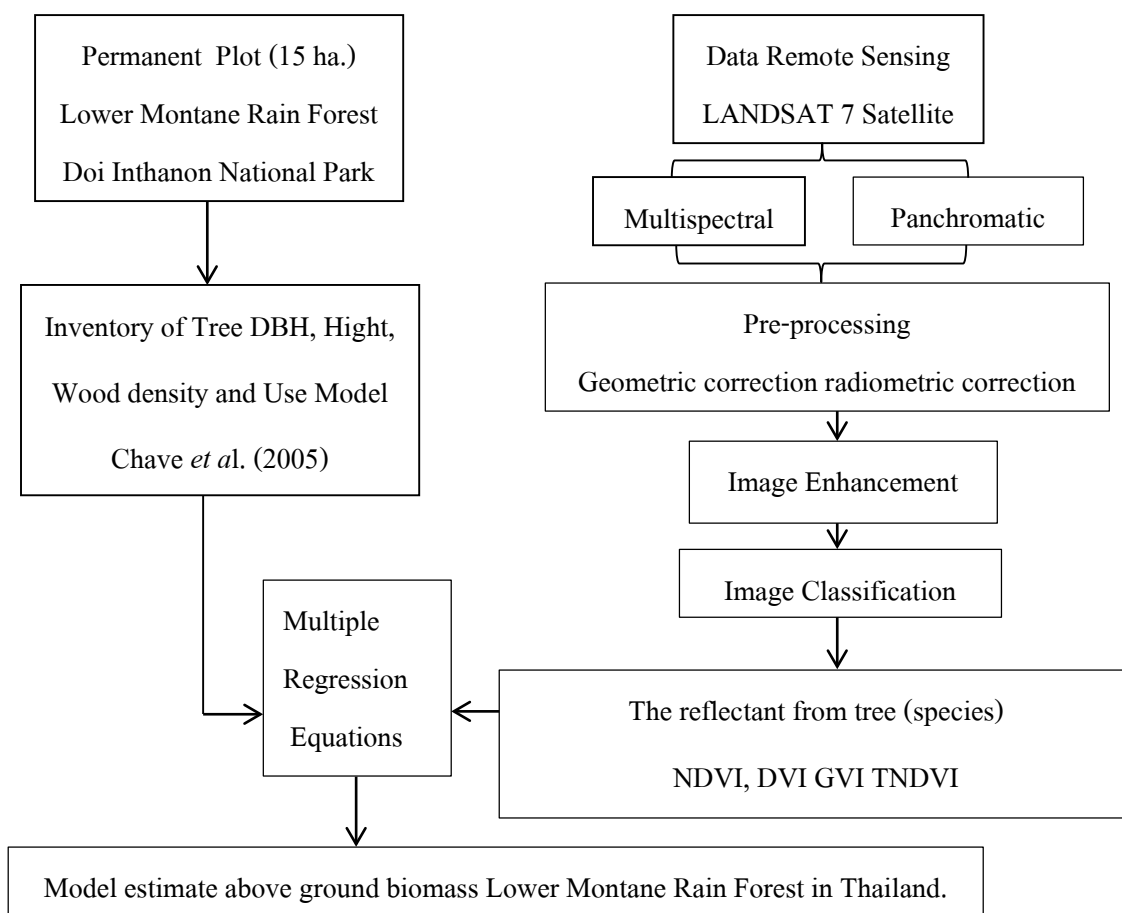 Permanent Plot (15 ha.)
Lower Montane Rain Forest
Doi Inthanon National Park
Data Remote Sensing
LANDSAT 7 Satellite
Multispectral
Panchromatic
Inventory of Tree DBH, Hight,
Wood density and Use Model
Chave et al. (2005)
Pre-processing
Geometric correction radiometric correction
Image Enhancement
Image Classification
Multiple
Regression
Equations
The reflectant from tree (species)
NDVI, DVI GVI TNDVI
Model estimate above ground biomass Lower Montane Rain Forest in Thailand.